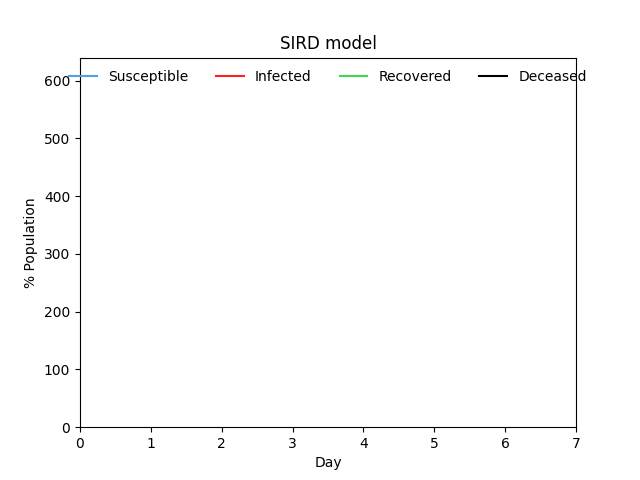 SIRD model
Susceptible Infected Recovered Deceased
600
500
400
300
200
100
0
% Population
0 1 2 3 4 5 6 7
Day